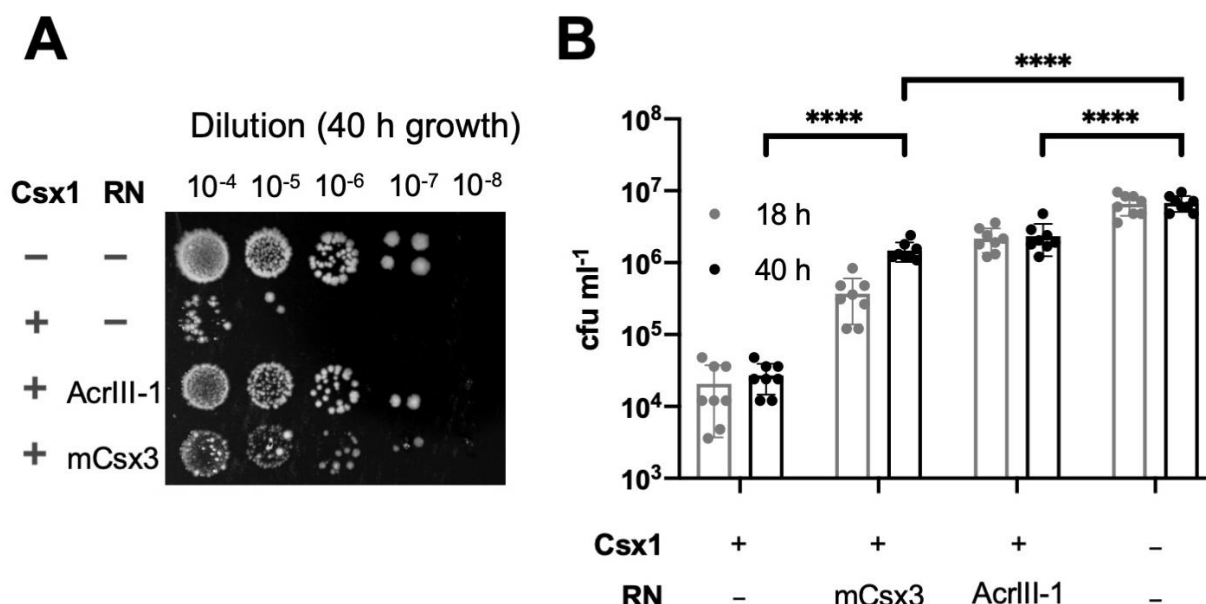 A
Dilution (40 h growth)
Csx1 RN 10⁻⁴ 10⁻⁵ 10⁻⁶ 10⁻⁷ 10⁻⁸
− −
+ −
+ AcrIII-1
+ mCsx3
B
****
**** ****
10⁸
10⁷
10⁶
10⁵
10⁴
10³
cfu ml⁻¹
18 h
40 h
Csx1 + + + −
RN − mCsx3 AcrIII-1 −